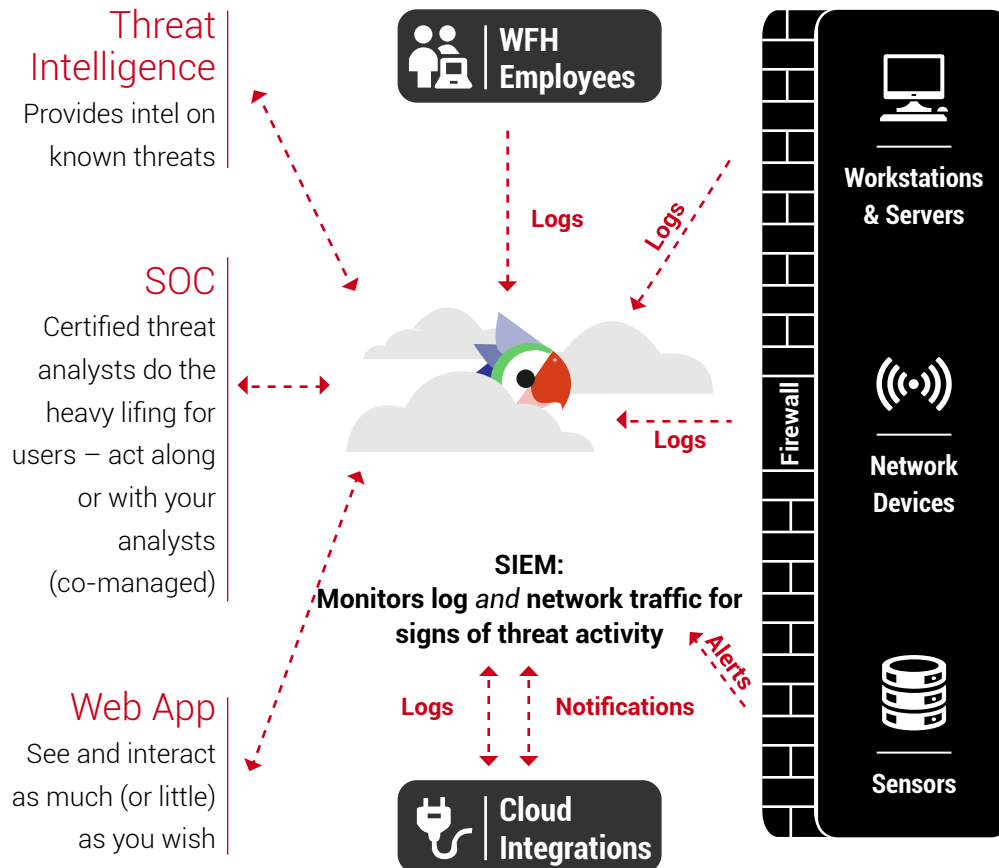 Threat
Intelligence
Provides intel on
known threats
SOC
Certified threat
analysts do the
heavy lifing for
users – act along
or with your
analysts
(co-managed)
Web App
See and interact
as much (or little)
as you wish
WFH
Employees
Logs
Logs
Logs
SIEM:
Monitors log and network traffic for
signs of threat activity
Alerts
Logs
Notifications
Cloud
Integrations
Firewall
Workstations
& Servers
Network
Devices
Sensors